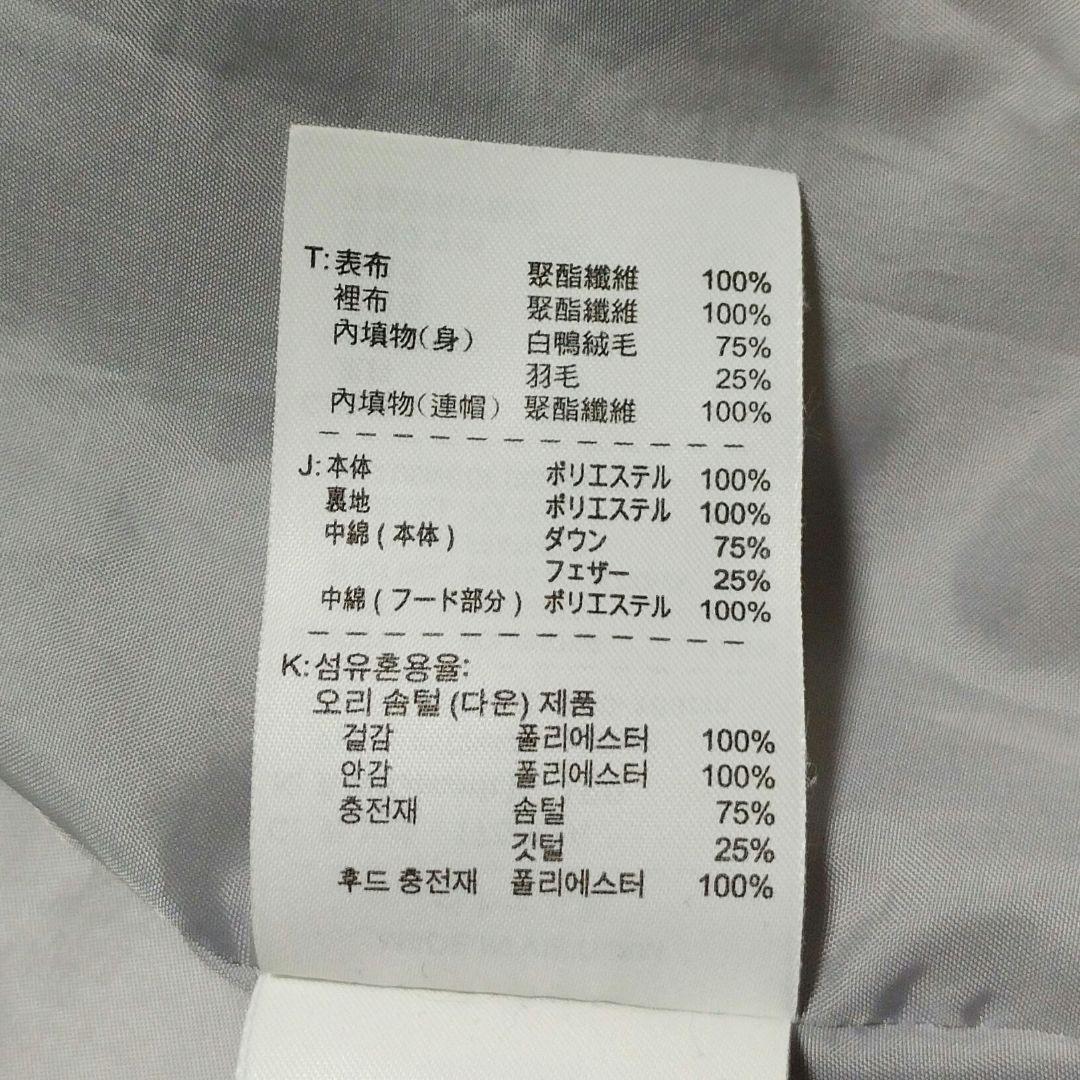 T: 表布 聚酯纖維 100%
裡布 聚酯纖維 100%
內填物(身) 白鴨絨毛 75%
羽毛 25%
內填物(連帽) 聚酯纖維 100%
J: 本体 ポリエステル 100%
裏地 ポリエステル 100%
中綿 (本体) ダウン 75%
フェザー 25%
中綿 (フード部分) ポリエステル 100%
K: 섬유혼용율:
오리 솜털 (다운) 제품
겉감 폴리에스터 100%
안감 폴리에스터 100%
충전재 솜털 75%
깃털 25%
후드 충전재 폴리에스터 100%